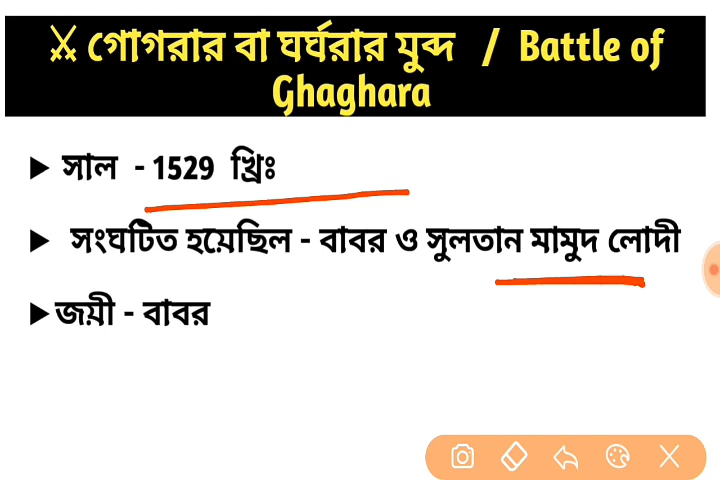 গোগরার বা ঘর্ঘরার যুব্দ / Battle of
Ghaghara
▶ সাল - 1529 খ্রিঃ
▶ সংঘটিত হয়েছিল - বাবর ও সুলতান মামুদ লোদী
▶ জয়ী - বাবর